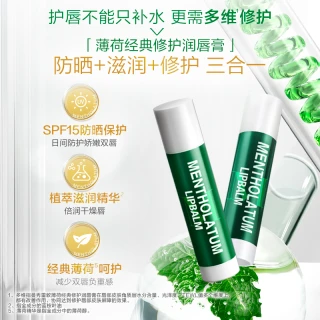 护唇不能只补水 更需多维¹修护
「薄荷经典修护润唇膏」
防晒+滋润+修护 三合一
SPF15防晒保护
日间防护娇嫩双唇
植萃滋润精华²
倍润干燥唇
经典薄荷³呵护
减少双唇负重感
MENTHOLATUM
LIPBALM
MENTHOLATUM
LIPBALM